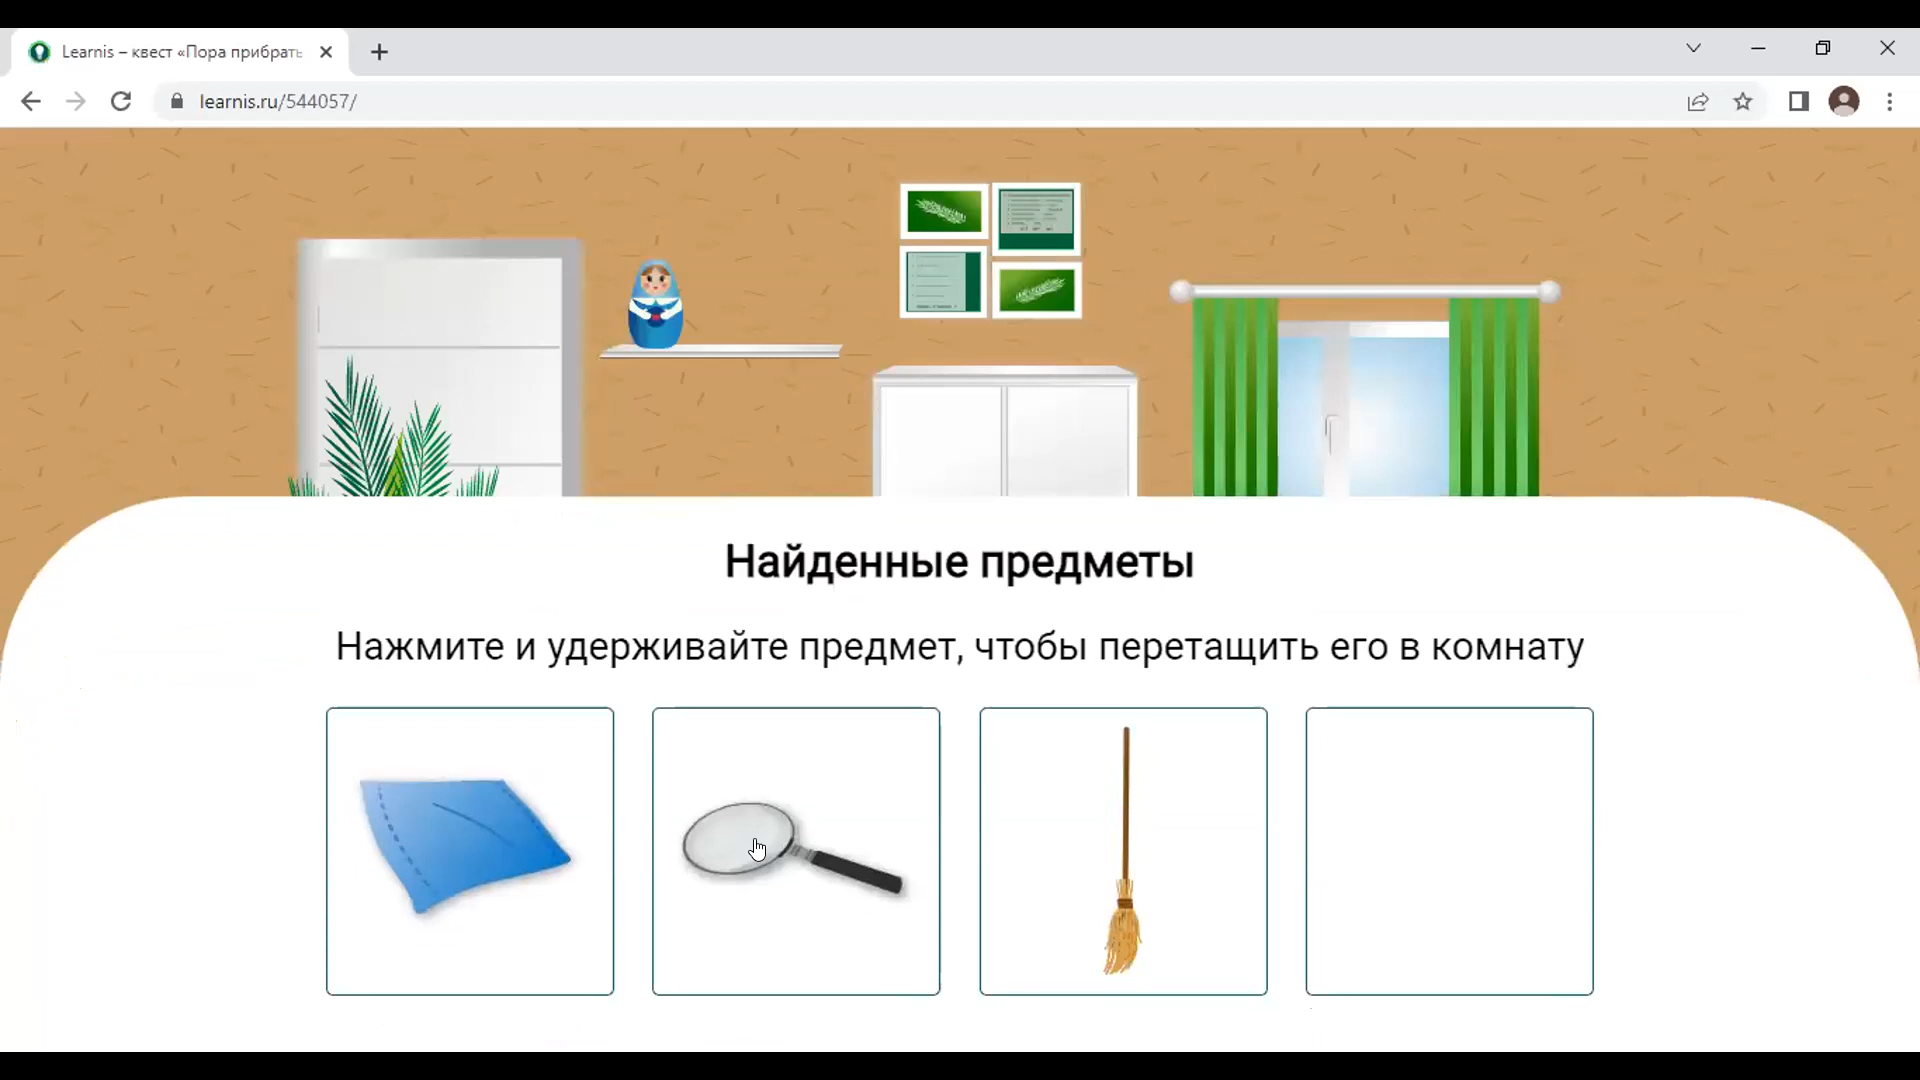 Learnis – квест «Пора прибрать
learnis.ru/544057/
Найденные предметы
Нажмите и удерживайте предмет, чтобы перетащить его в комнату